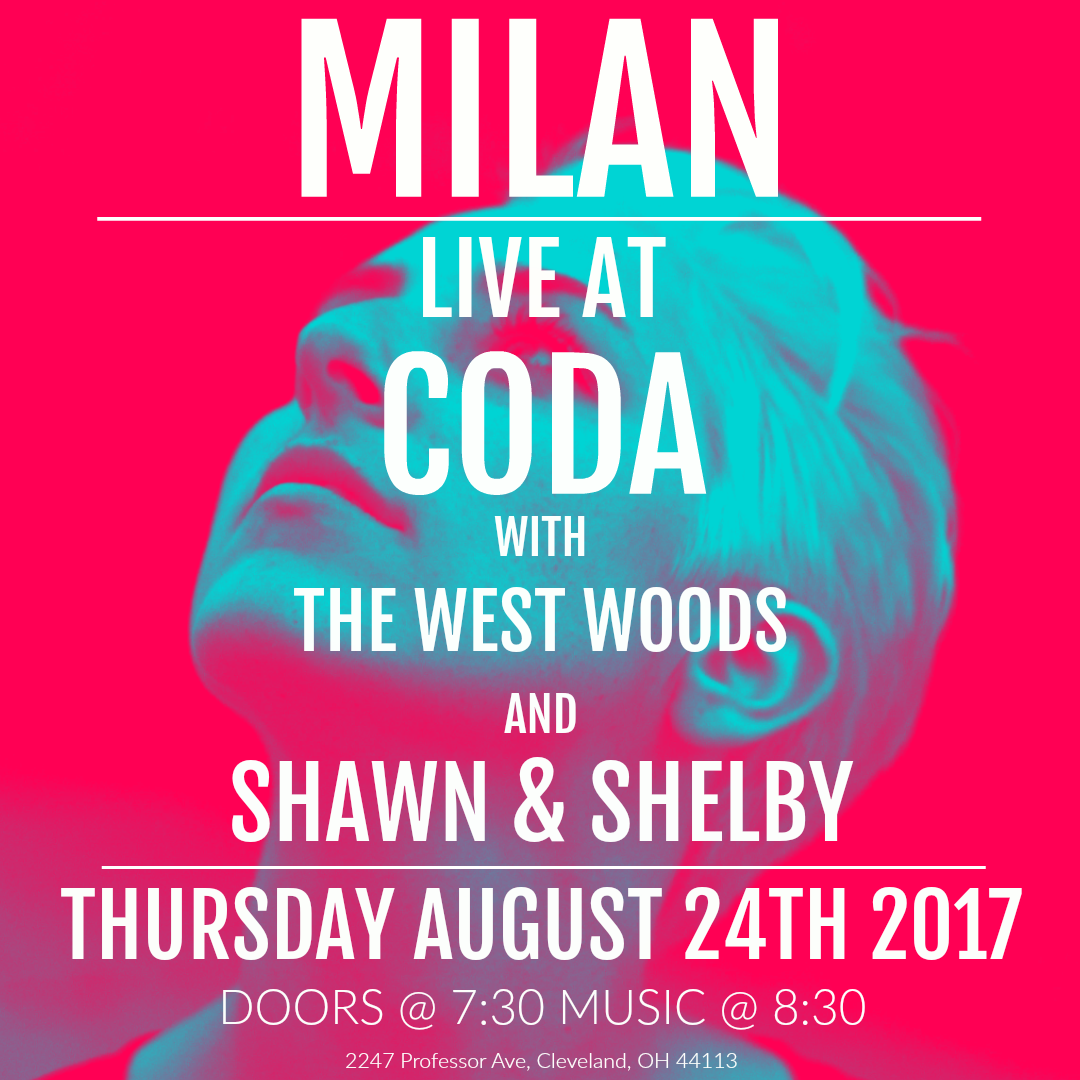 MILAN
LIVE AT
CODA
WITH
THE WEST WOODS
AND
SHAWN & SHELBY
THURSDAY AUGUST 24TH 2017
DOORS @ 7:30 MUSIC @ 8:30
2247 Professor Ave, Cleveland, OH 44113